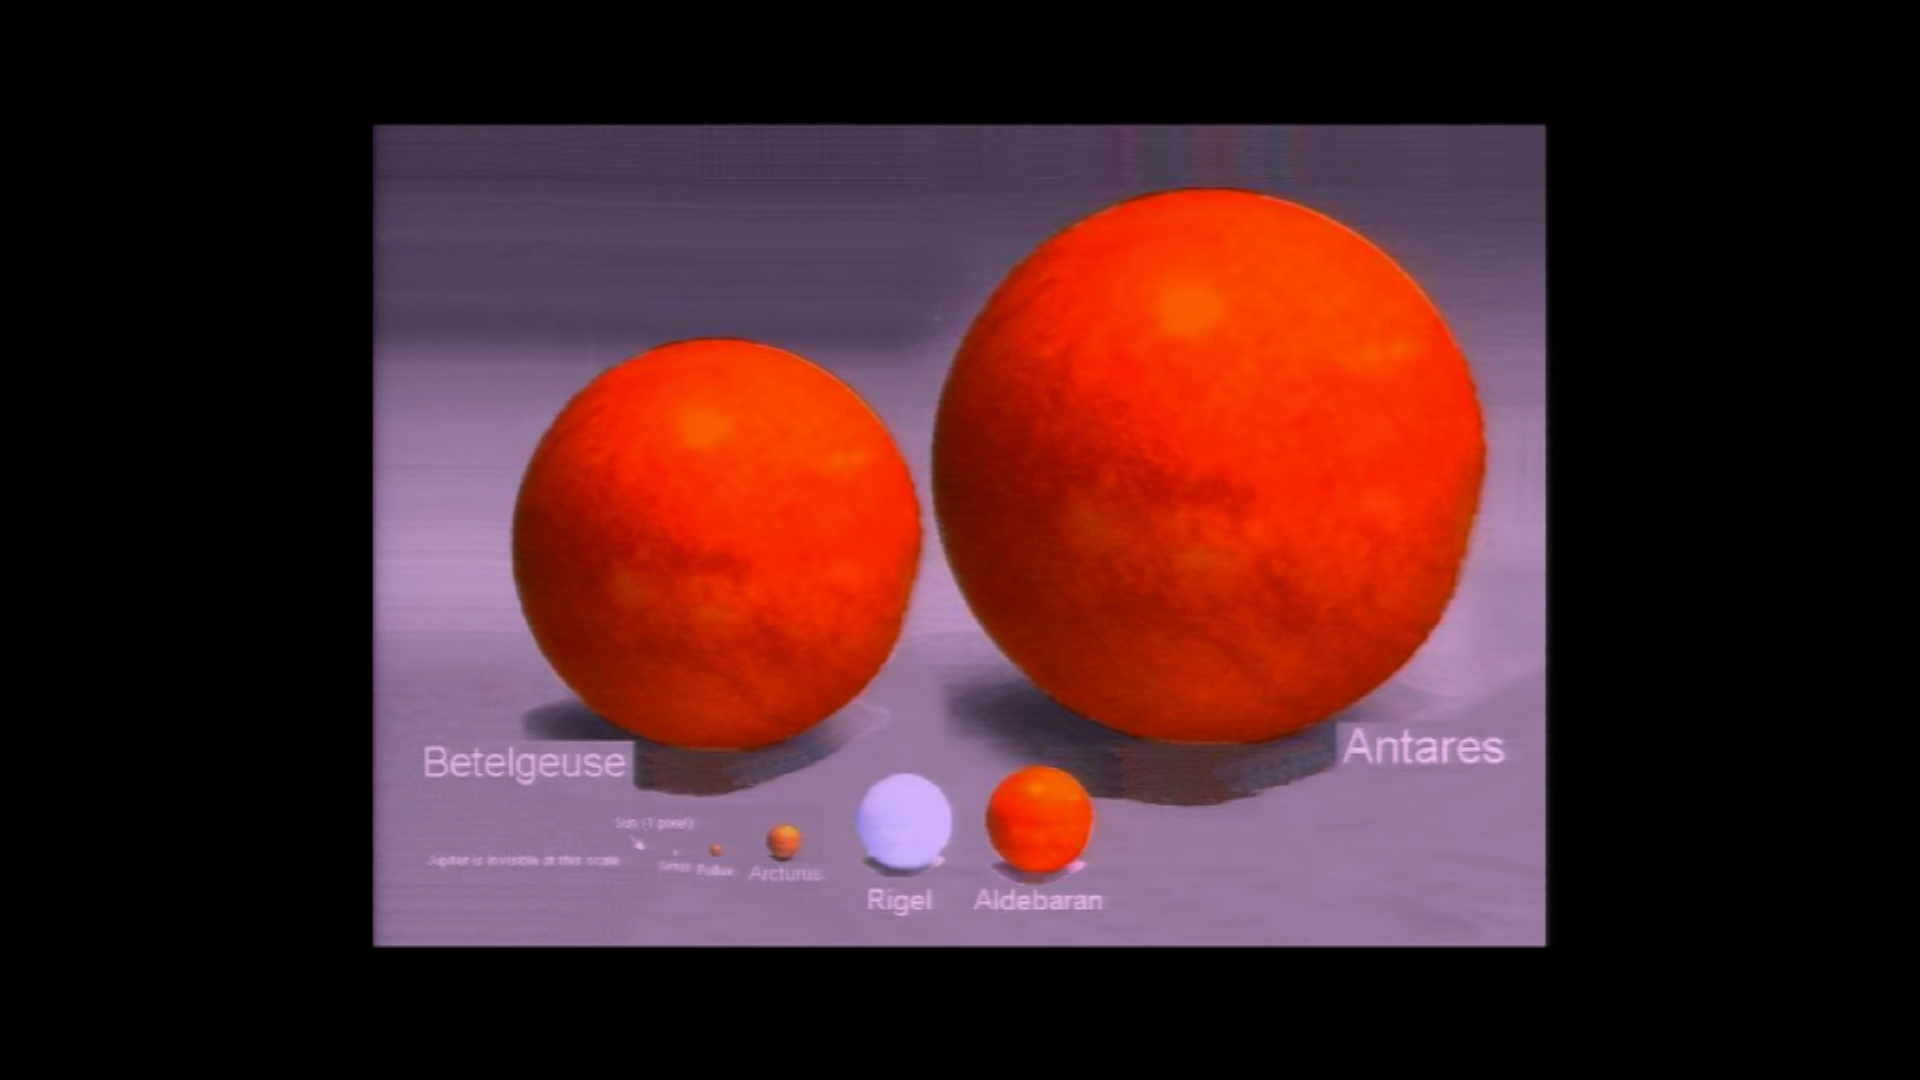 Antares
Betelgeuse
Sun (1 pixel)
Jupiter is invisible at this scale
Sirius Pollux Arcturus
Rigel Aldebaran